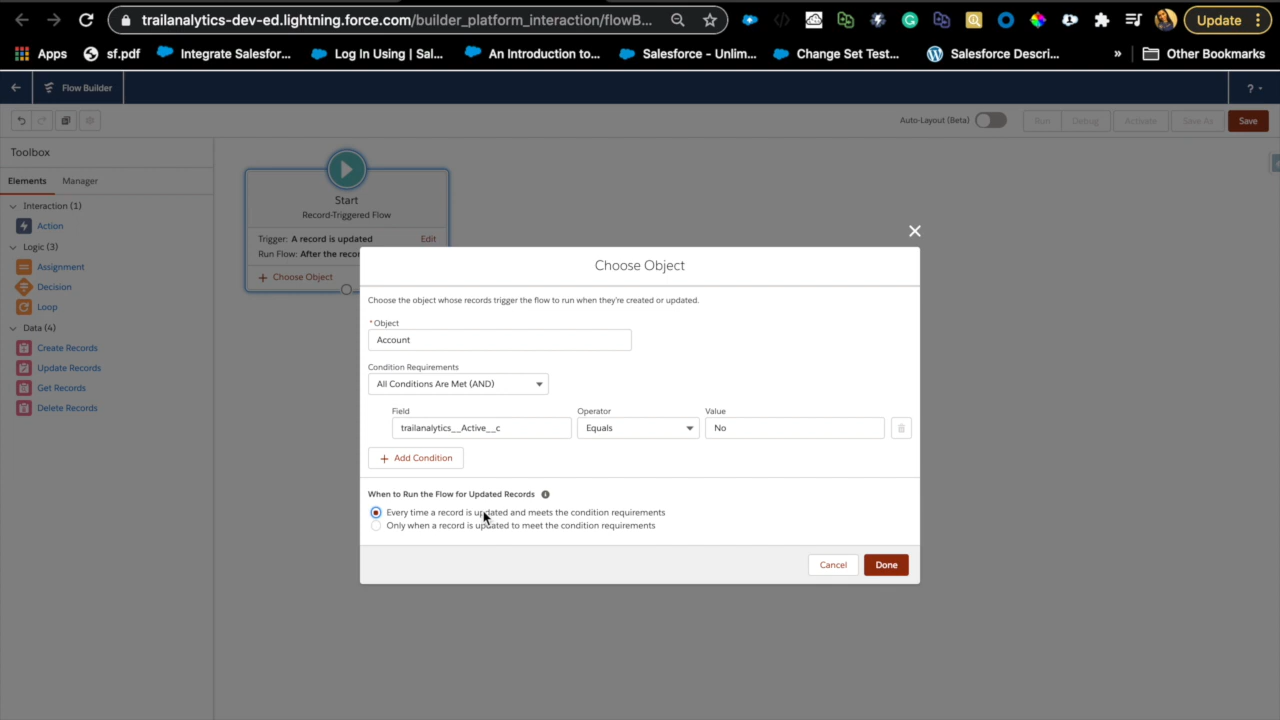 trailanalytics-dev-ed.lightning.force.com/builder_platform_interaction/flowB...
Update
Apps
sf.pdf
Integrate Salesfor...
Log In Using | Sal...
An Introduction to...
Salesforce - Unlim...
Change Set Test...
Salesforce Descri...
»
Other Bookmarks
Flow Builder
?
Auto-Layout (Beta)
Run
Debug
Activate
Save As
Save
Toolbox
Elements
Manager
Interaction (1)
Action
Logic (3)
Assignment
Decision
Loop
Data (4)
Create Records
Update Records
Get Records
Delete Records
Start
Record-Triggered Flow
Trigger: A record is updated
Edit
Run Flow: After the recor
+ Choose Object
Choose Object
Choose the object whose records trigger the flow to run when they're created or updated.
*Object
Account
Condition Requirements
All Conditions Are Met (AND)
Field
Operator
Value
trailanalytics__Active__c
Equals
No
+ Add Condition
When to Run the Flow for Updated Records
Every time a record is updated and meets the condition requirements
Only when a record is updated to meet the condition requirements
Cancel
Done